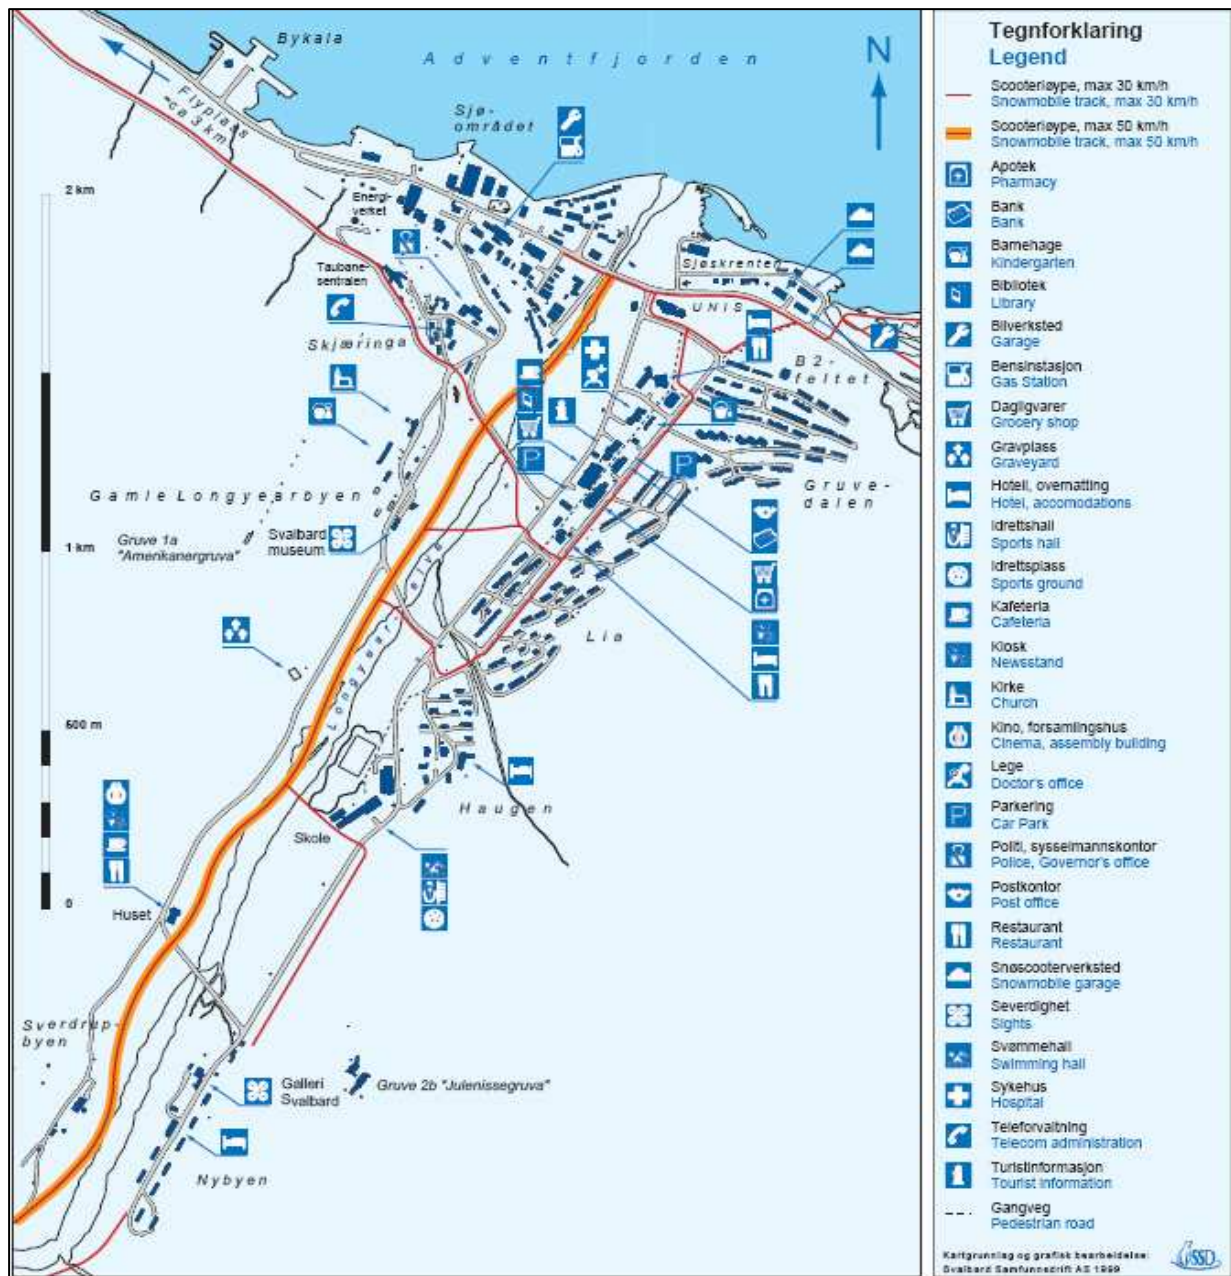 Bykaia
Adventfjorden
N
Flyplass
ca 3 km
Sjø-
området
2 km
Energi-
verket
Taubane-
sentralen
Sjøskrenten
UNIS
Skjæringa
B2-
feltet
Gamle Longyearbyen
Gruve-
dalen
Gruve 1a
"Amerikanergruva"
Svalbard
museum
1 km
Longyear elva
Lia
500 m
Haugen
Skole
0
Huset
Sverdrup-
byen
Galleri
Svalbard
Gruve 2b "Julenissegruva"
Nybyen
Tegnforklaring
Legend
Scooterløype, max 30 km/h
Snowmobile track, max 30 km/h
Scooterløype, max 50 km/h
Snowmobile track, max 50 km/h
Apotek
Pharmacy
Bank
Bank
Barnehage
Kindergarten
Bibliotek
Library
Bilverksted
Garage
Bensinstasjon
Gas Station
Dagligvarer
Grocery shop
Gravplass
Graveyard
Hotell, overnatting
Hotel, accomodations
Idrettshall
Sports hall
Idrettsplass
Sports ground
Kafeteria
Cafeteria
Kiosk
Newsstand
Kirke
Church
Kino, forsamlingshus
Cinema, assembly building
Lege
Doctor's office
Parkering
Car Park
Politi, sysselmannskontor
Police, Governor's office
Postkontor
Post office
Restaurant
Restaurant
Snøscooterverksted
Snowmobile garage
Severdighet
Sights
Svømmehall
Swimming hall
Sykehus
Hospital
Televorvaltning
Telecom administration
Turistinformasjon
Tourist information
Gangveg
Pedestrian road
Kartgrunnlag og grafisk bearbeidelse:
Svalbard Samfunnsdrift AS 1999
SSD